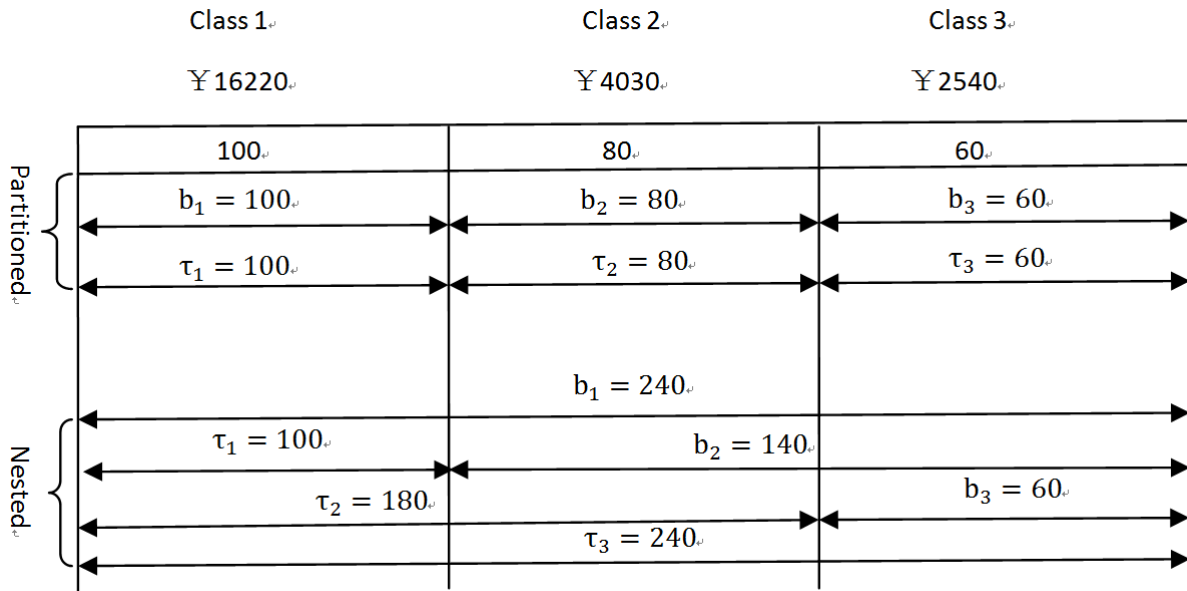 Class 1 Class 2 Class 3
￥16220 ￥4030 ￥2540
100 80 60
Partitioned
b₁ = 100 b₂ = 80 b₃ = 60
τ₁ = 100 τ₂ = 80 τ₃ = 60
b₁ = 240
Nested
τ₁ = 100 b₂ = 140
τ₂ = 180 b₃ = 60
τ₃ = 240